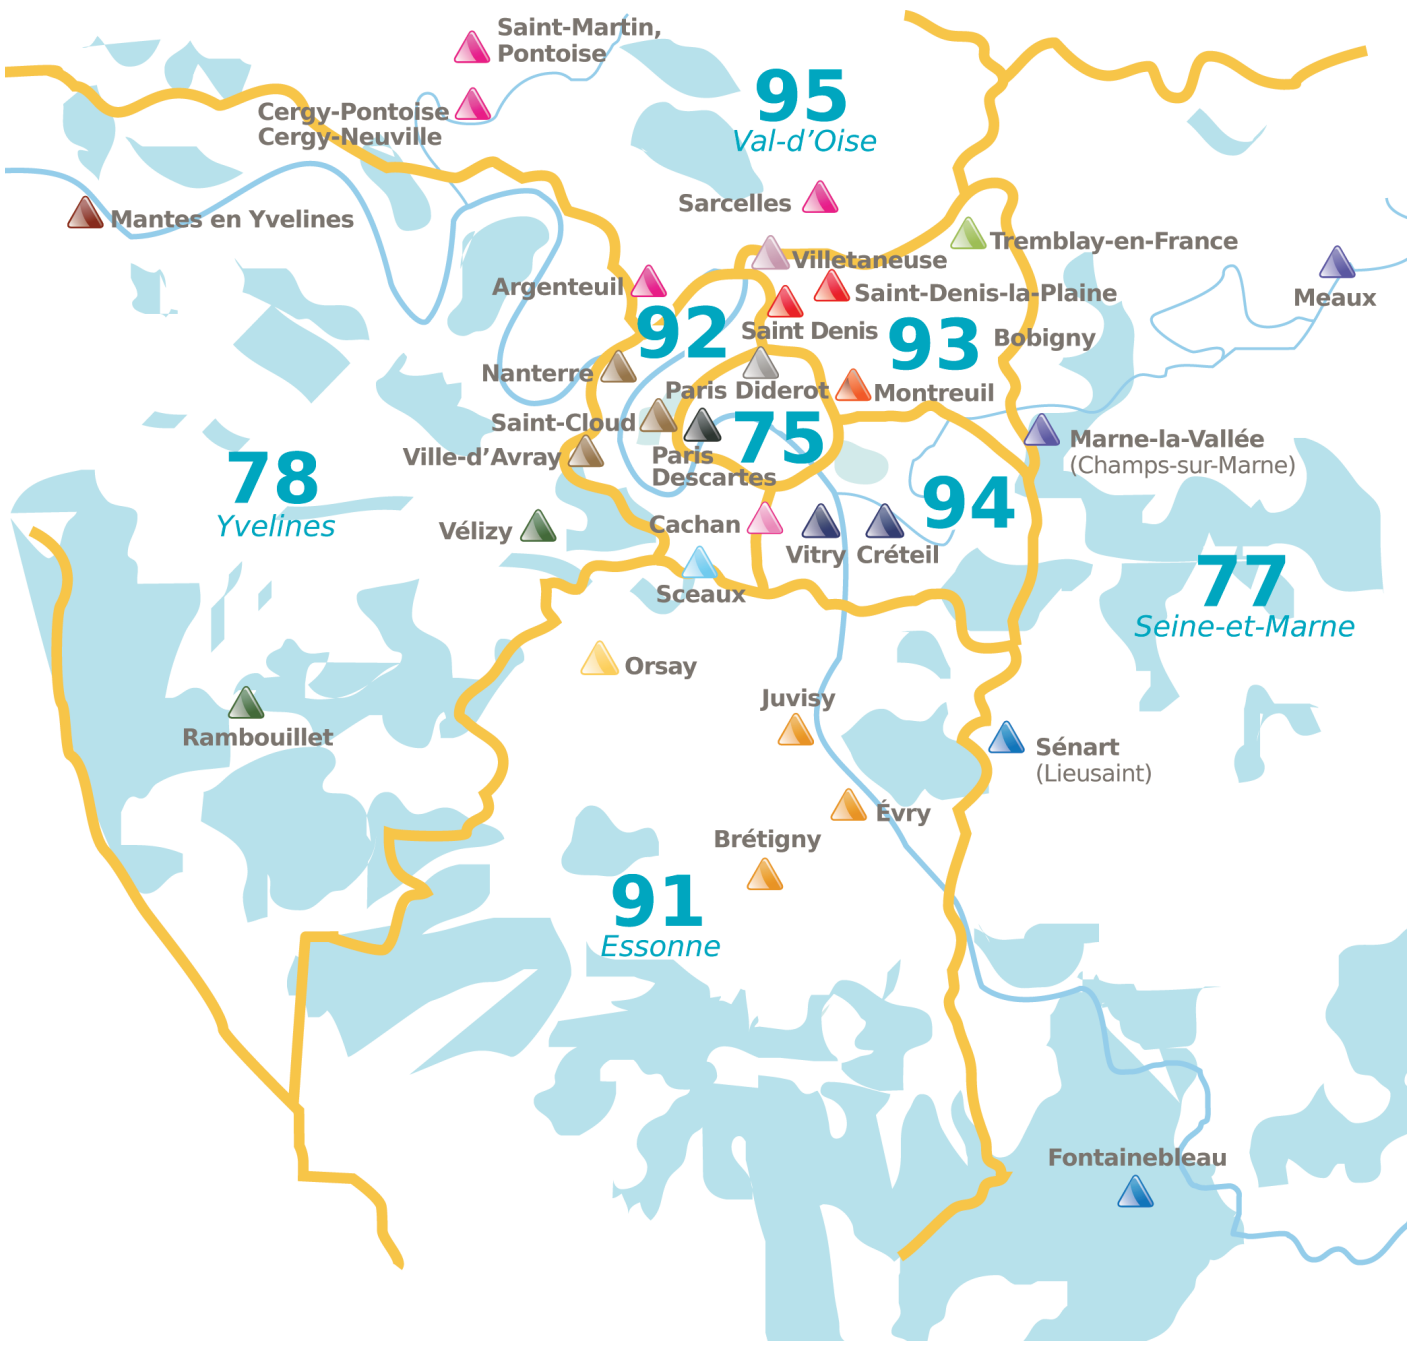 Saint-Martin,
Pontoise
95
Val-d’Oise
Cergy-Pontoise
Cergy-Neuville
Sarcelles
Mantes en Yvelines
Tremblay-en-France
Villetaneuse
Argenteuil
Saint-Denis-la-Plaine
Meaux
92
Saint Denis
93
Bobigny
Nanterre
Paris Diderot
Montreuil
Saint-Cloud
75
Marne-la-Vallée
(Champs-sur-Marne)
Ville-d’Avray
Paris
Descartes
78
Yvelines
94
Vélizy
Cachan
Vitry
Créteil
77
Seine-et-Marne
Sceaux
Orsay
Juvisy
Rambouillet
Sénart
(Lieusaint)
Évry
Brétigny
91
Essonne
Fontainebleau